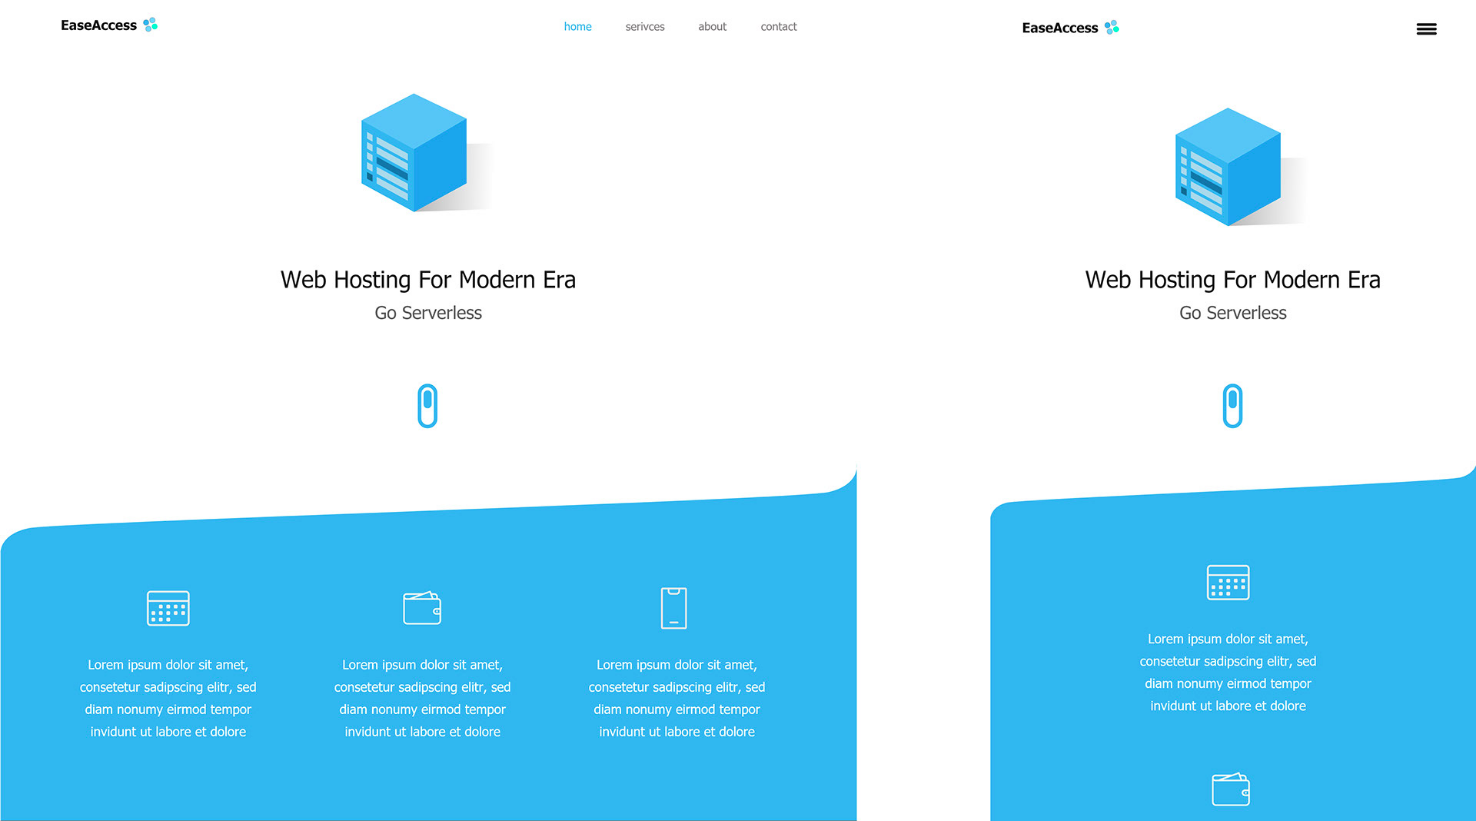 EaseAccess
home serivces about contact
Web Hosting For Modern Era
Go Serverless
Lorem ipsum dolor sit amet,
consetetur sadipscing elitr, sed
diam nonumy eirmod tempor
invidunt ut labore et dolore
Lorem ipsum dolor sit amet,
consetetur sadipscing elitr, sed
diam nonumy eirmod tempor
invidunt ut labore et dolore
Lorem ipsum dolor sit amet,
consetetur sadipscing elitr, sed
diam nonumy eirmod tempor
invidunt ut labore et dolore
EaseAccess
Web Hosting For Modern Era
Go Serverless
Lorem ipsum dolor sit amet,
consetetur sadipscing elitr, sed
diam nonumy eirmod tempor
invidunt ut labore et dolore